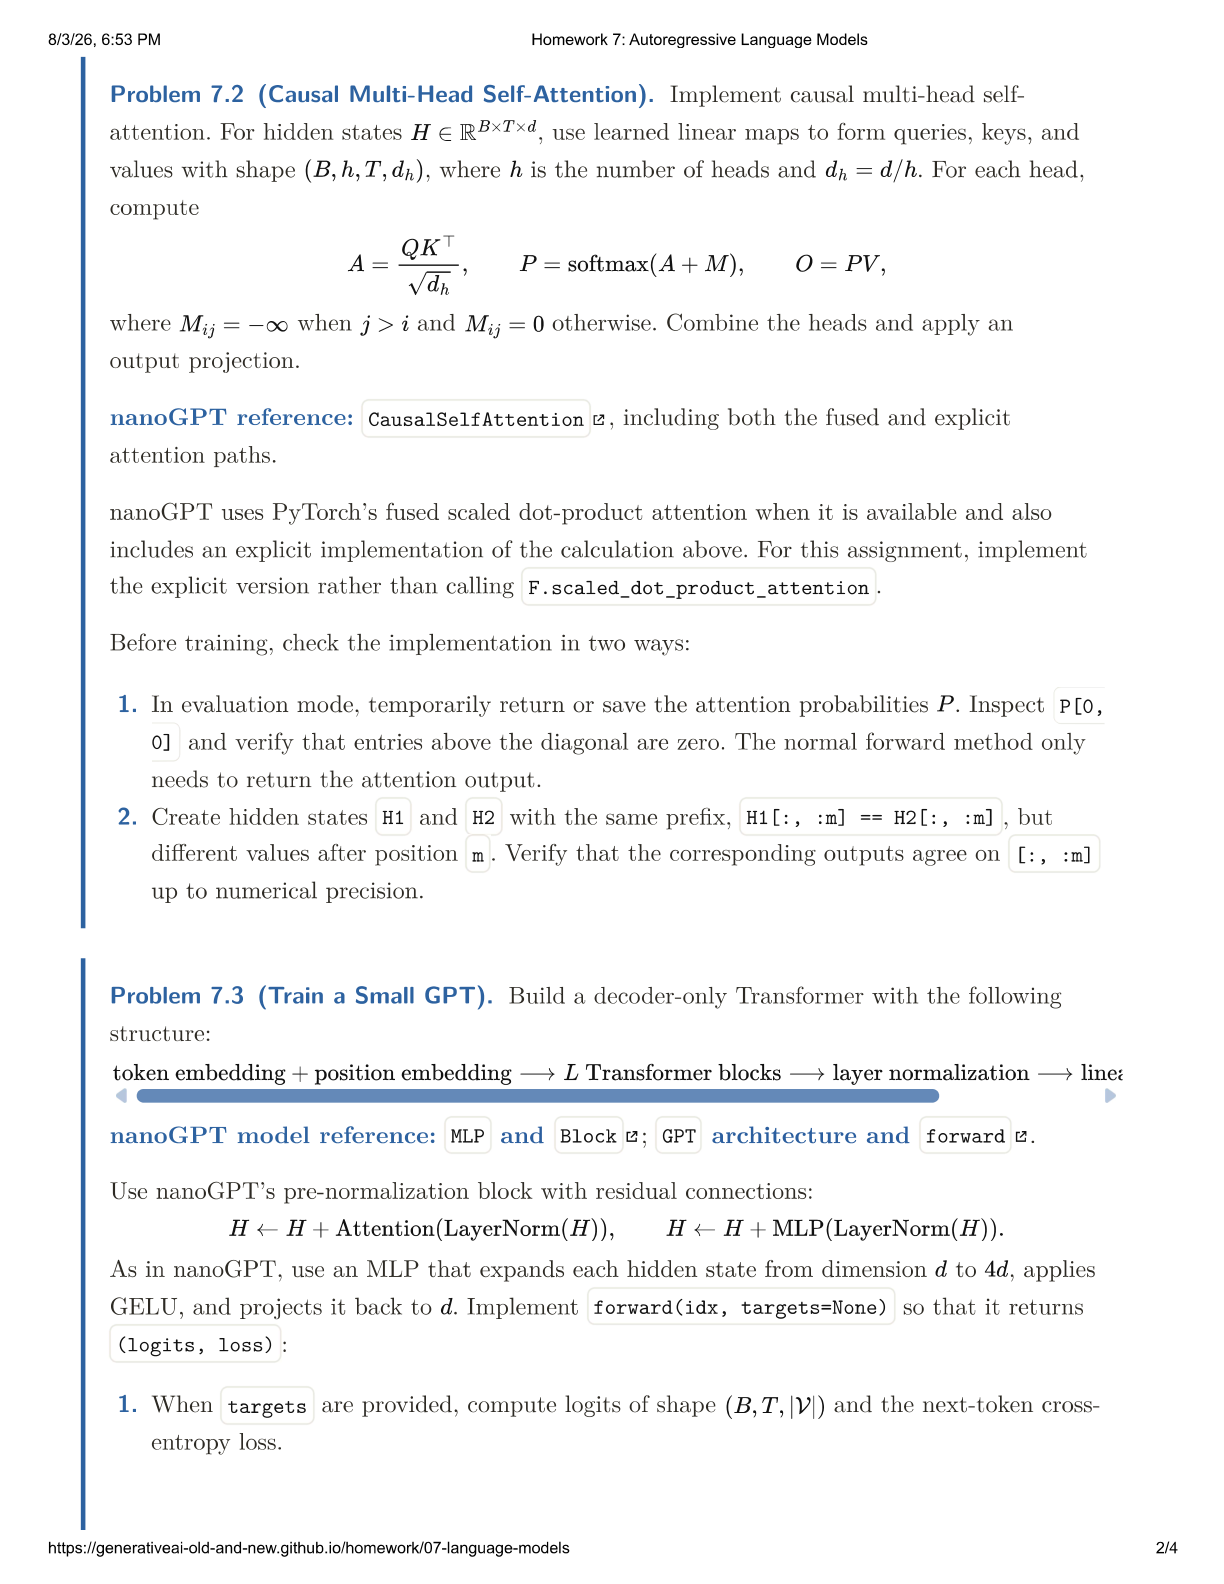 8/3/26, 6:53 PM Homework 7: Autoregressive Language Models
Problem 7.2 (Causal Multi-Head Self-Attention). Implement causal multi-head self-
attention. For hidden states H ∈ ℝ^{B×T×d}, use learned linear maps to form queries, keys, and
values with shape (B, h, T, d_h), where h is the number of heads and d_h = d/h. For each head,
compute
A = QK^⊤ / √d_h, P = softmax(A + M), O = PV,
where M_{ij} = −∞ when j > i and M_{ij} = 0 otherwise. Combine the heads and apply an
output projection.
nanoGPT reference: CausalSelfAttention, including both the fused and explicit
attention paths.
nanoGPT uses PyTorch's fused scaled dot-product attention when it is available and also
includes an explicit implementation of the calculation above. For this assignment, implement
the explicit version rather than calling F.scaled_dot_product_attention.
Before training, check the implementation in two ways:
1. In evaluation mode, temporarily return or save the attention probabilities P. Inspect P[0,
0] and verify that entries above the diagonal are zero. The normal forward method only
needs to return the attention output.
2. Create hidden states H1 and H2 with the same prefix, H1[:, :m] == H2[:, :m], but
different values after position m. Verify that the corresponding outputs agree on [:, :m]
up to numerical precision.
Problem 7.3 (Train a Small GPT). Build a decoder-only Transformer with the following
structure:
token embedding + position embedding ⟶ L Transformer blocks ⟶ layer normalization ⟶
nanoGPT model reference: MLP and Block; GPT architecture and forward.
Use nanoGPT's pre-normalization block with residual connections:
H ← H + Attention(LayerNorm(H)), H ← H + MLP(LayerNorm(H)).
As in nanoGPT, use an MLP that expands each hidden state from dimension d to 4d, applies
GELU, and projects it back to d. Implement forward(idx, targets=None) so that it returns
(logits, loss):
1. When targets are provided, compute logits of shape (B, T, |𝒱|) and the next-token cross-
entropy loss.
https://generativeai-old-and-new.github.io/homework/07-language-models 2/4